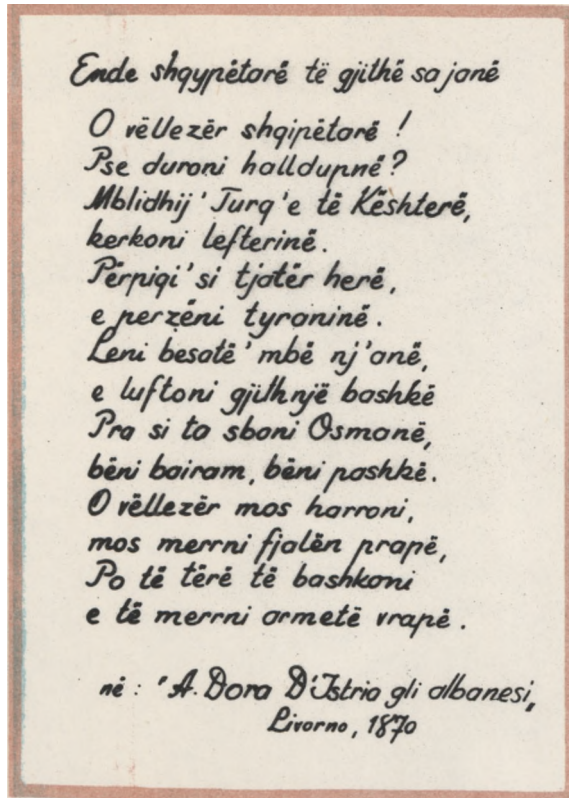 Ende shqypëtarë të gjithë sa janë
O vëllezër shqipëtarë !
Pse duroni halldupnë ?
Mblidhij ' Turq 'e të Kështerë,
kerkoni lefterinë .
Përpiqi ' si tjatër herë ,
e perzëni tyraninë .
Leni besatë ' mbë nj'anë,
e luftoni gjithnjë bashkë
Pra si ta sboni Osmanë,
bëni bairam, bëni pashkë.
O vëllezër mos harroni,
mos merrni fjalën prapë,
Po të tërë të bashkoni
e të merrni armetë vrapë .
në : "A. Dora D'Istria gli albanesi„
Livorno, 1870